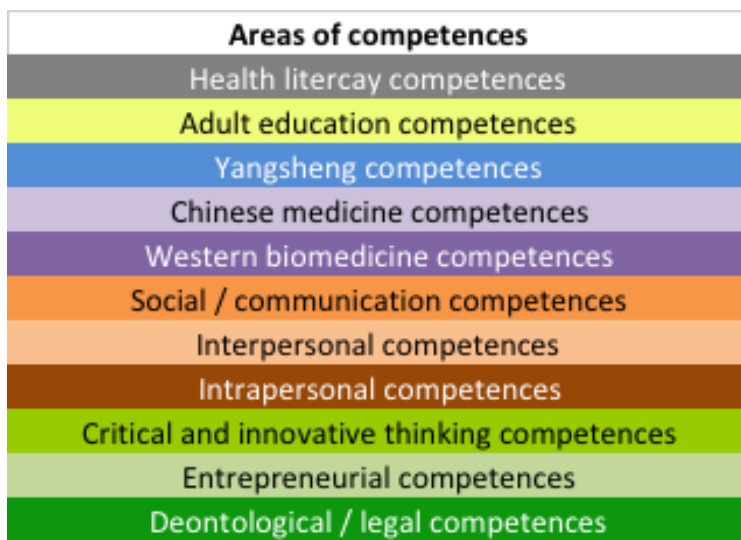 Areas of competences
Health litercay competences
Adult education competences
Yangsheng competences
Chinese medicine competences
Western biomedicine competences
Social / communication competences
Interpersonal competences
Intrapersonal competences
Critical and innovative thinking competences
Entrepreneurial competences
Deontological / legal competences